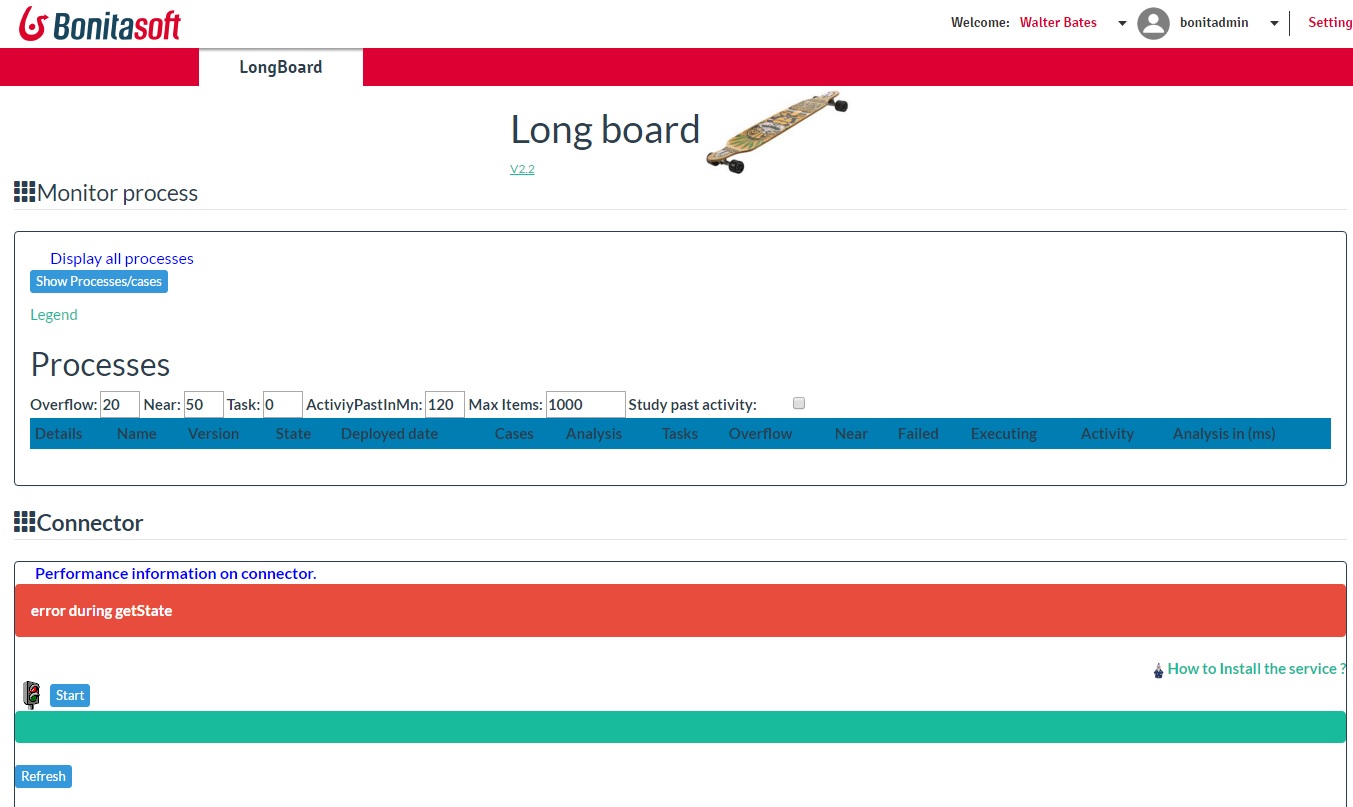 Bonitasoft
Welcome: Walter Bates bonitadmin Setting
LongBoard
Long board
V2.2
Monitor process
Display all processes
Show Processes/cases
Legend
Processes
Overflow: 20 Near: 50 Task: 0 ActiviyPastInMn: 120 Max Items: 1000 Study past activity:
Details Name Version State Deployed date Cases Analysis Tasks Overflow Near Failed Executing Activity Analysis in (ms)
Connector
Performance information on connector.
error during getState
How to Install the service ?
Start
Refresh